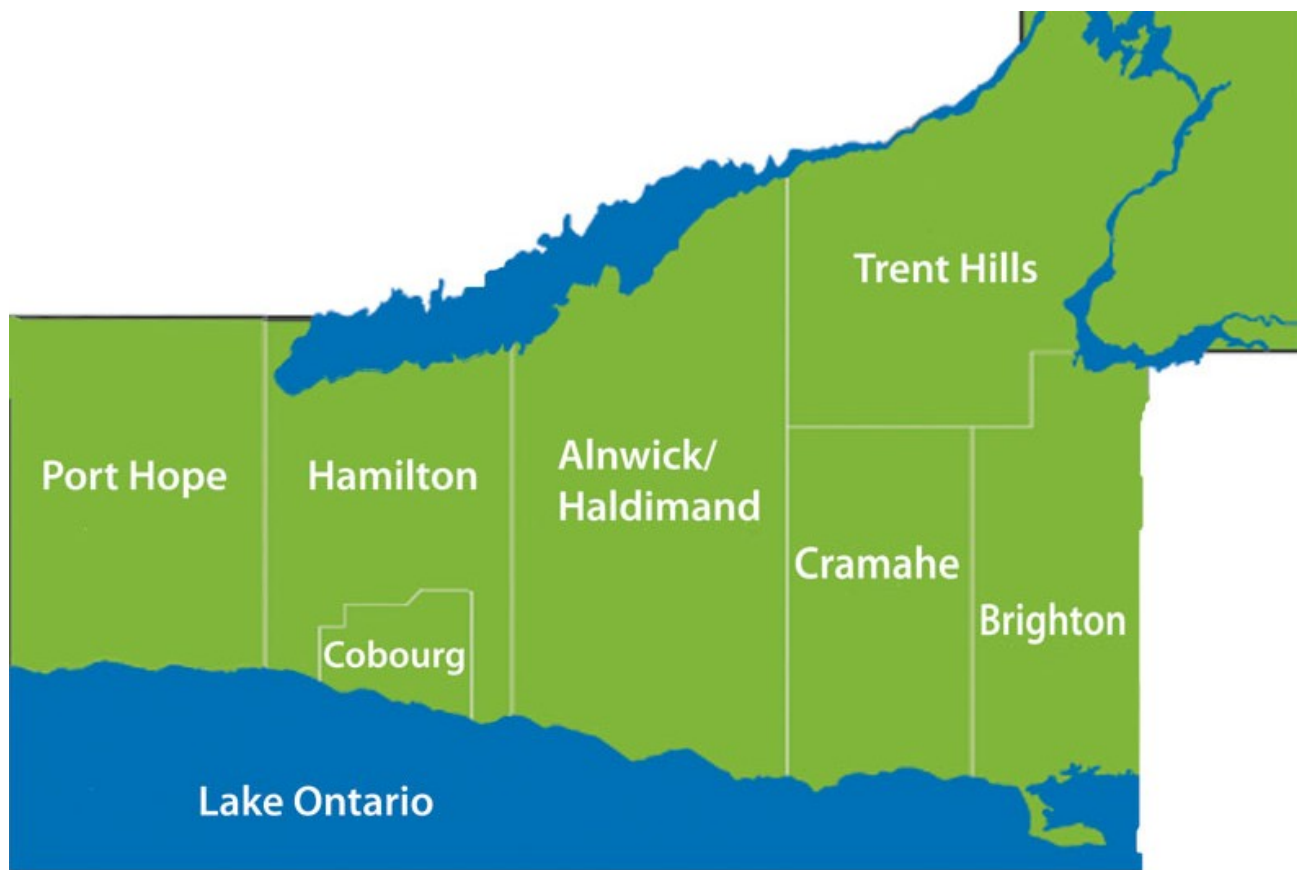 Trent Hills
Port Hope
Hamilton
Alnwick/
Haldimand
Cramahe
Brighton
Cobourg
Lake Ontario